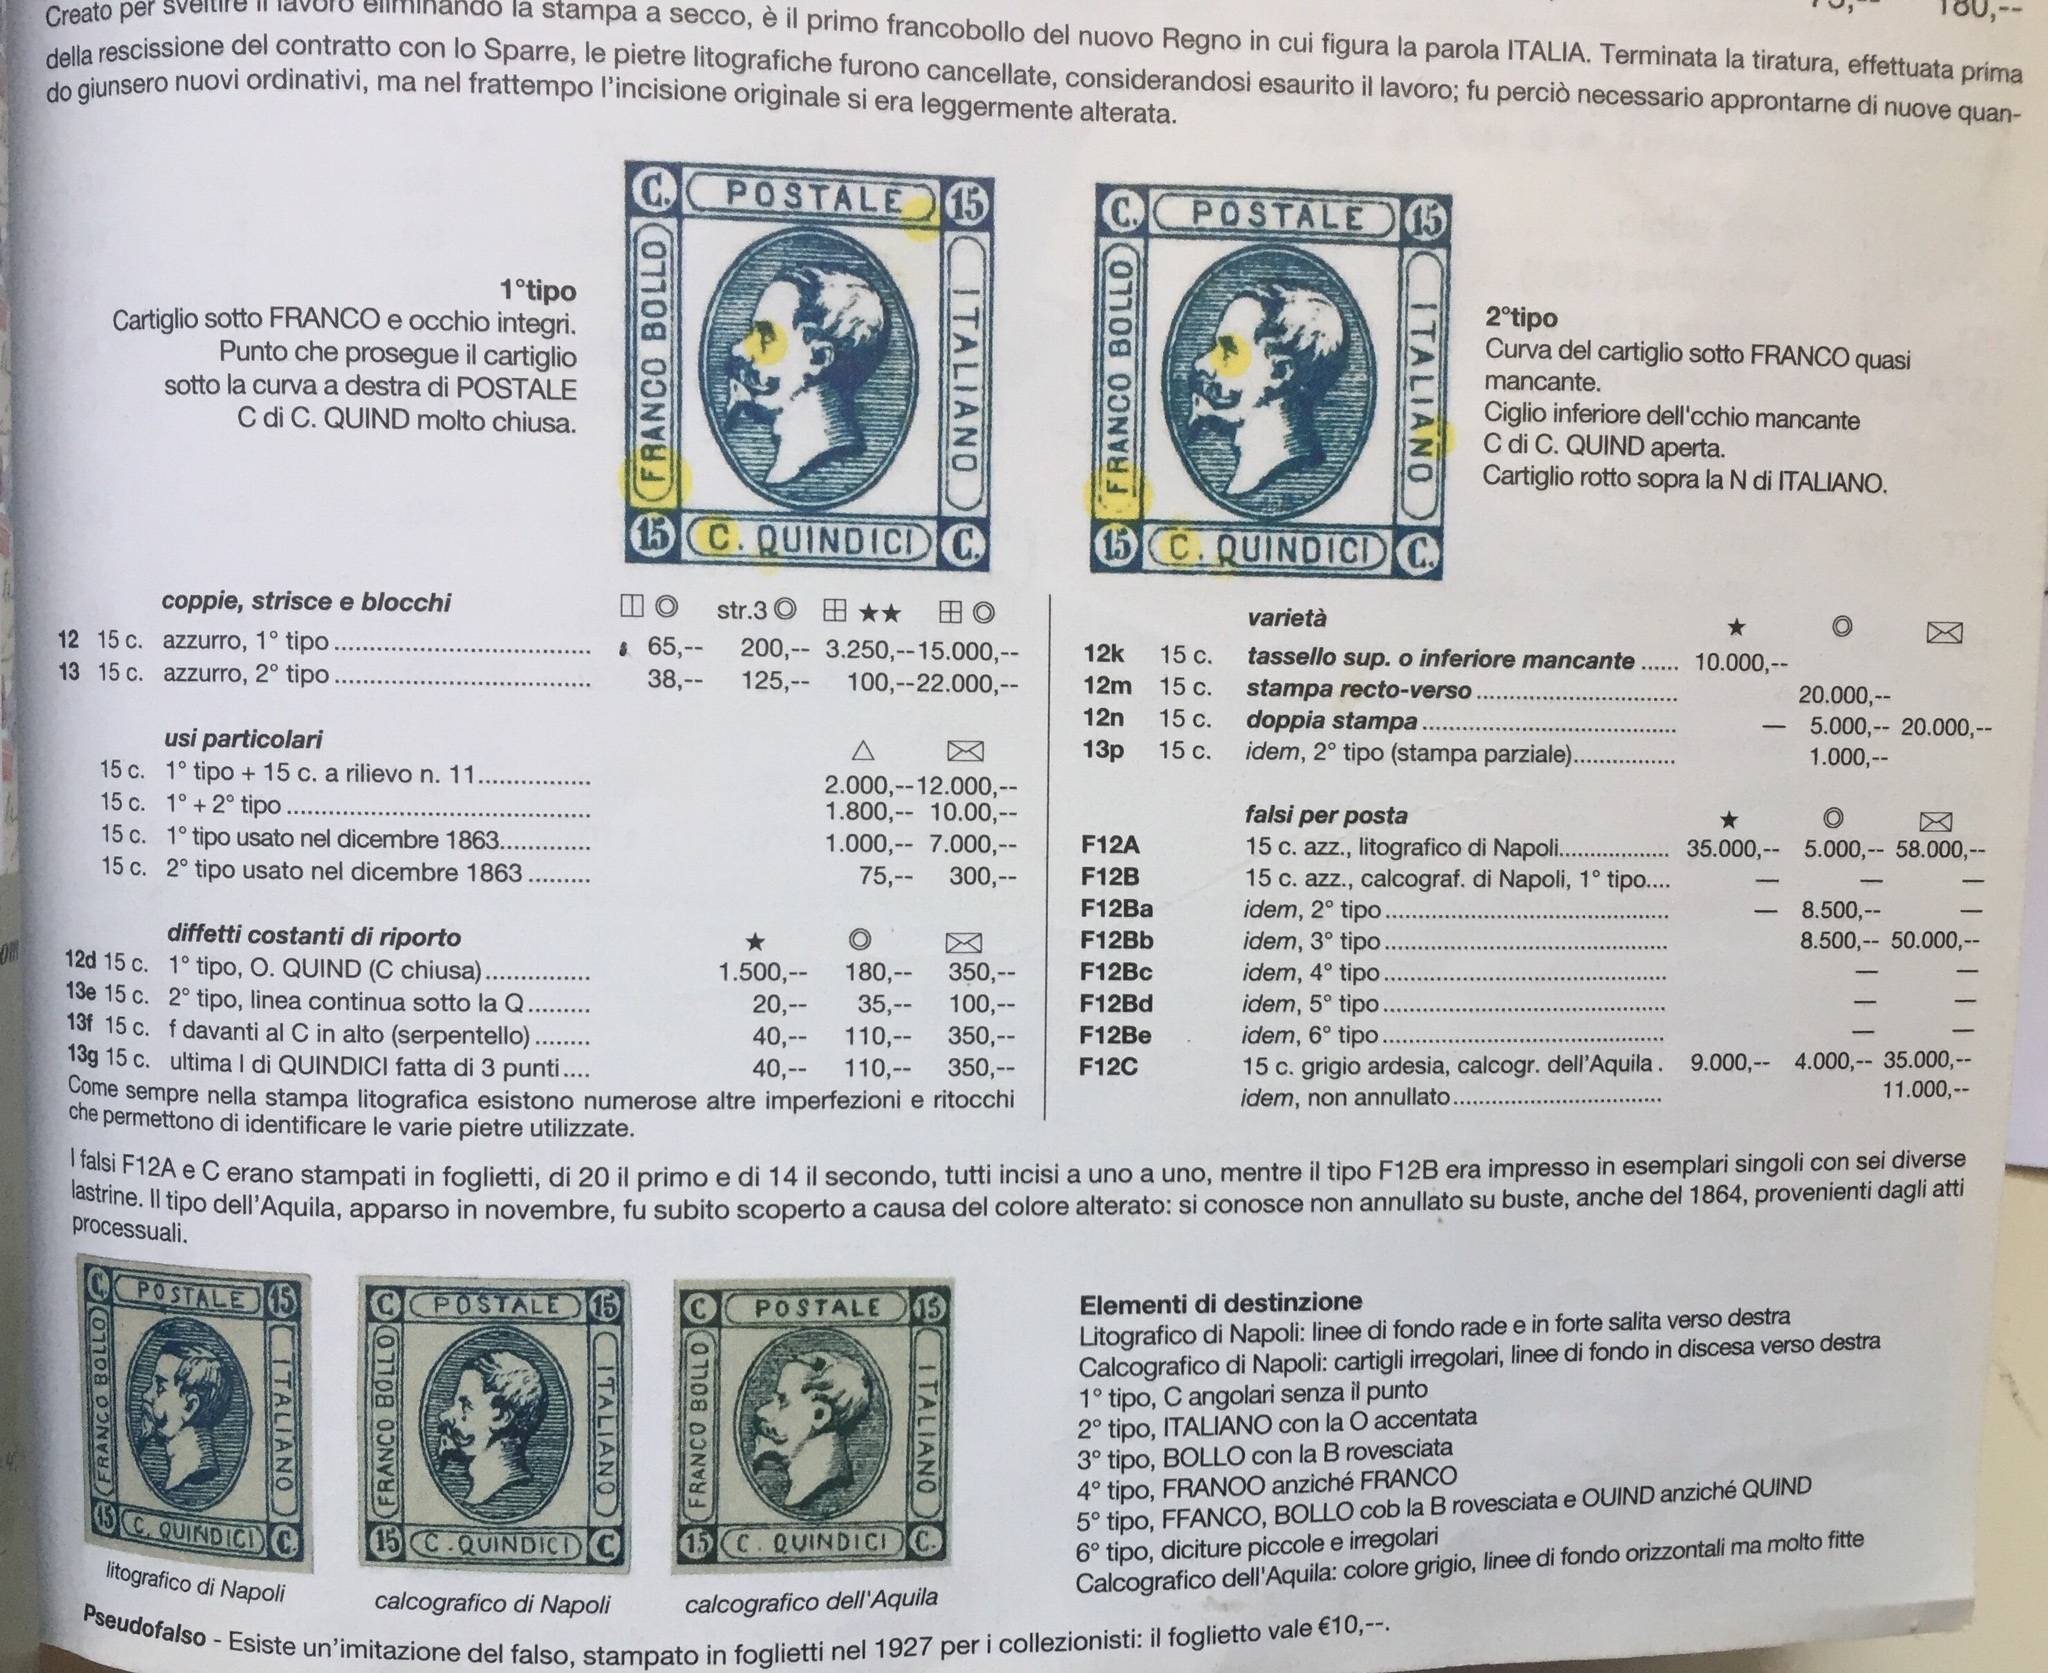 75,-- 180,--
Creato per sveltire il lavoro eliminando la stampa a secco, è il primo francobollo del nuovo Regno in cui figura la parola ITALIA. Terminata la tiratura, effettuata prima
della rescissione del contratto con lo Sparre, le pietre litografiche furono cancellate, considerandosi esaurito il lavoro; fu perciò necessario approntarne di nuove quan-
do giunsero nuovi ordinativi, ma nel frattempo l'incisione originale si era leggermente alterata.
1°tipo
Cartiglio sotto FRANCO e occhio integri.
Punto che prosegue il cartiglio
sotto la curva a destra di POSTALE
C di C. QUIND molto chiusa.
C. POSTALE 15
FRANCO BOLLO
ITALIANO
15 C. QUINDICI C.
C. POSTALE 15
FRANCO BOLLO
ITALIANO
15 C. QUINDICI C.
2°tipo
Curva del cartiglio sotto FRANCO quasi
mancante.
Ciglio inferiore dell'cchio mancante
C di C. QUIND aperta.
Cartiglio rotto sopra la N di ITALIANO.
coppie, strisce e blocchi str.3 ★★
12 15 c. azzurro, 1° tipo 65,-- 200,-- 3.250,-- 15.000,--
13 15 c. azzurro, 2° tipo 38,-- 125,-- 100,-- 22.000,--
usi particolari
15 c. 1° tipo + 15 c. a rilievo n. 11 2.000,-- 12.000,--
15 c. 1° + 2° tipo 1.800,-- 10.00,--
15 c. 1° tipo usato nel dicembre 1863 1.000,-- 7.000,--
15 c. 2° tipo usato nel dicembre 1863 75,-- 300,--
diffetti costanti di riporto ★
12d 15 c. 1° tipo, O. QUIND (C chiusa) 1.500,-- 180,-- 350,--
13e 15 c. 2° tipo, linea continua sotto la Q 20,-- 35,-- 100,--
13f 15 c. f davanti al C in alto (serpentello) 40,-- 110,-- 350,--
13g 15 c. ultima I di QUINDICI fatta di 3 punti 40,-- 110,-- 350,--
Come sempre nella stampa litografica esistono numerose altre imperfezioni e ritocchi
che permettono di identificare le varie pietre utilizzate.
varietà ★
12k 15 c. tassello sup. o inferiore mancante 10.000,--
12m 15 c. stampa recto-verso 20.000,--
12n 15 c. doppia stampa — 5.000,-- 20.000,--
13p 15 c. idem, 2° tipo (stampa parziale) 1.000,--
falsi per posta ★
F12A 15 c. azz., litografico di Napoli 35.000,-- 5.000,-- 58.000,--
F12B 15 c. azz., calcograf. di Napoli, 1° tipo — — —
F12Ba idem, 2° tipo — 8.500,-- —
F12Bb idem, 3° tipo 8.500,-- 50.000,--
F12Bc idem, 4° tipo — —
F12Bd idem, 5° tipo — —
F12Be idem, 6° tipo — —
F12C 15 c. grigio ardesia, calcogr. dell'Aquila. 9.000,-- 4.000,-- 35.000,--
idem, non annullato 11.000,--
I falsi F12A e C erano stampati in foglietti, di 20 il primo e di 14 il secondo, tutti incisi a uno a uno, mentre il tipo F12B era impresso in esemplari singoli con sei diverse
lastrine. Il tipo dell'Aquila, apparso in novembre, fu subito scoperto a causa del colore alterato: si conosce non annullato su buste, anche del 1864, provenienti dagli atti
processuali.
C POSTALE 15
FRANCO BOLLO
ITALIANO
15 C. QUINDICI C.
litografico di Napoli
C POSTALE 15
FRANCO BOLLO
ITALIANO
15 C. QUINDICI C
calcografico di Napoli
C POSTALE 15
FRANCO BOLLO
ITALIANO
15 C. QUINDICI C.
calcografico dell'Aquila
Elementi di destinzione
Litografico di Napoli: linee di fondo rade e in forte salita verso destra
Calcografico di Napoli: cartigli irregolari, linee di fondo in discesa verso destra
1° tipo, C angolari senza il punto
2° tipo, ITALIANO con la O accentata
3° tipo, BOLLO con la B rovesciata
4° tipo, FRANOO anziché FRANCO
5° tipo, FFANCO, BOLLO cob la B rovesciata e OUIND anziché QUIND
6° tipo, diciture piccole e irregolari
Calcografico dell'Aquila: colore grigio, linee di fondo orizzontali ma molto fitte
Pseudofalso - Esiste un'imitazione del falso, stampato in foglietti nel 1927 per i collezionisti: il foglietto vale €10,--.